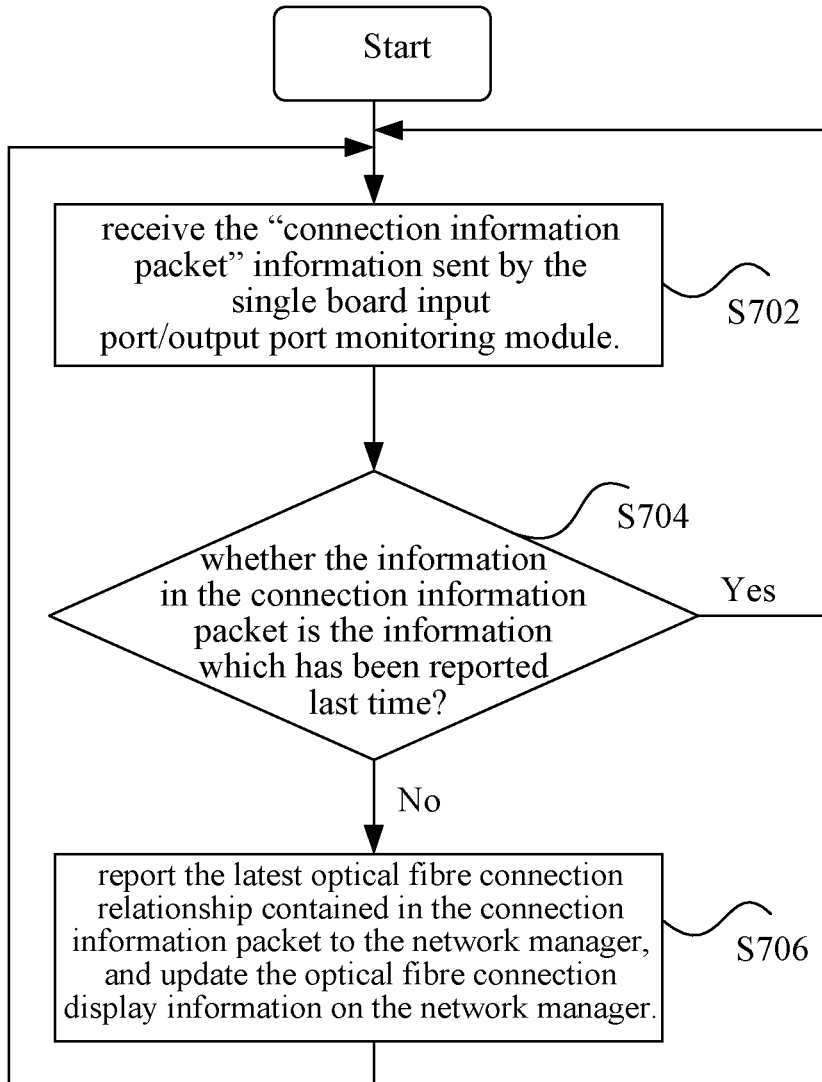 Start
receive the “connection information
packet” information sent by the
single board input
port/output port monitoring module.
S702
S704
whether the information
in the connection information
packet is the information
which has been reported
last time?
Yes
No
report the latest optical fibre connection
relationship contained in the connection
information packet to the network manager,
and update the optical fibre connection
display information on the network manager.
S706